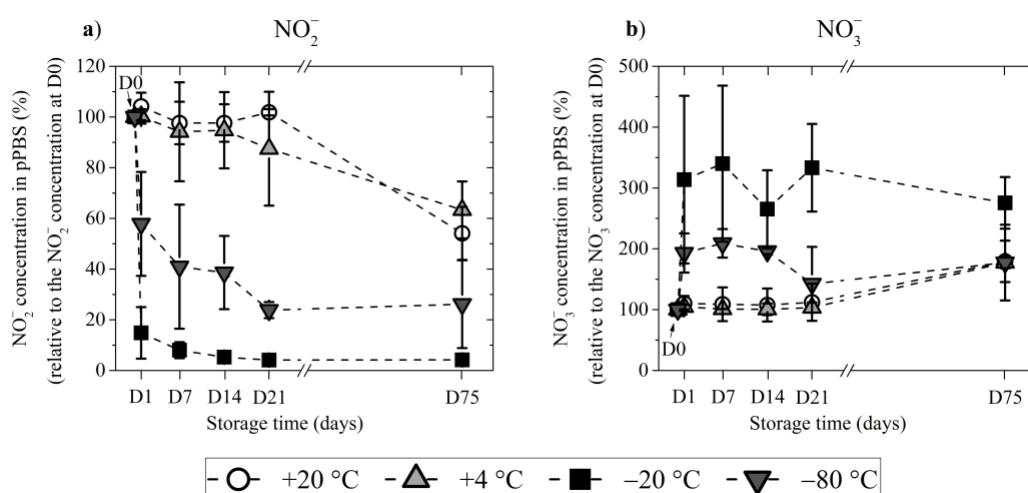 a) NO₂⁻
NO₂⁻ concentration in pPBS (%)
(relative to the NO₂⁻ concentration at D0)
120
100
80
60
40
20
0
D0
D1 D7 D14 D21 D75
Storage time (days)
b) NO₃⁻
NO₃⁻ concentration in pPBS (%)
(relative to the NO₃⁻ concentration at D0)
500
400
300
200
100
0
D0
D1 D7 D14 D21 D75
Storage time (days)
+20 °C +4 °C −20 °C −80 °C